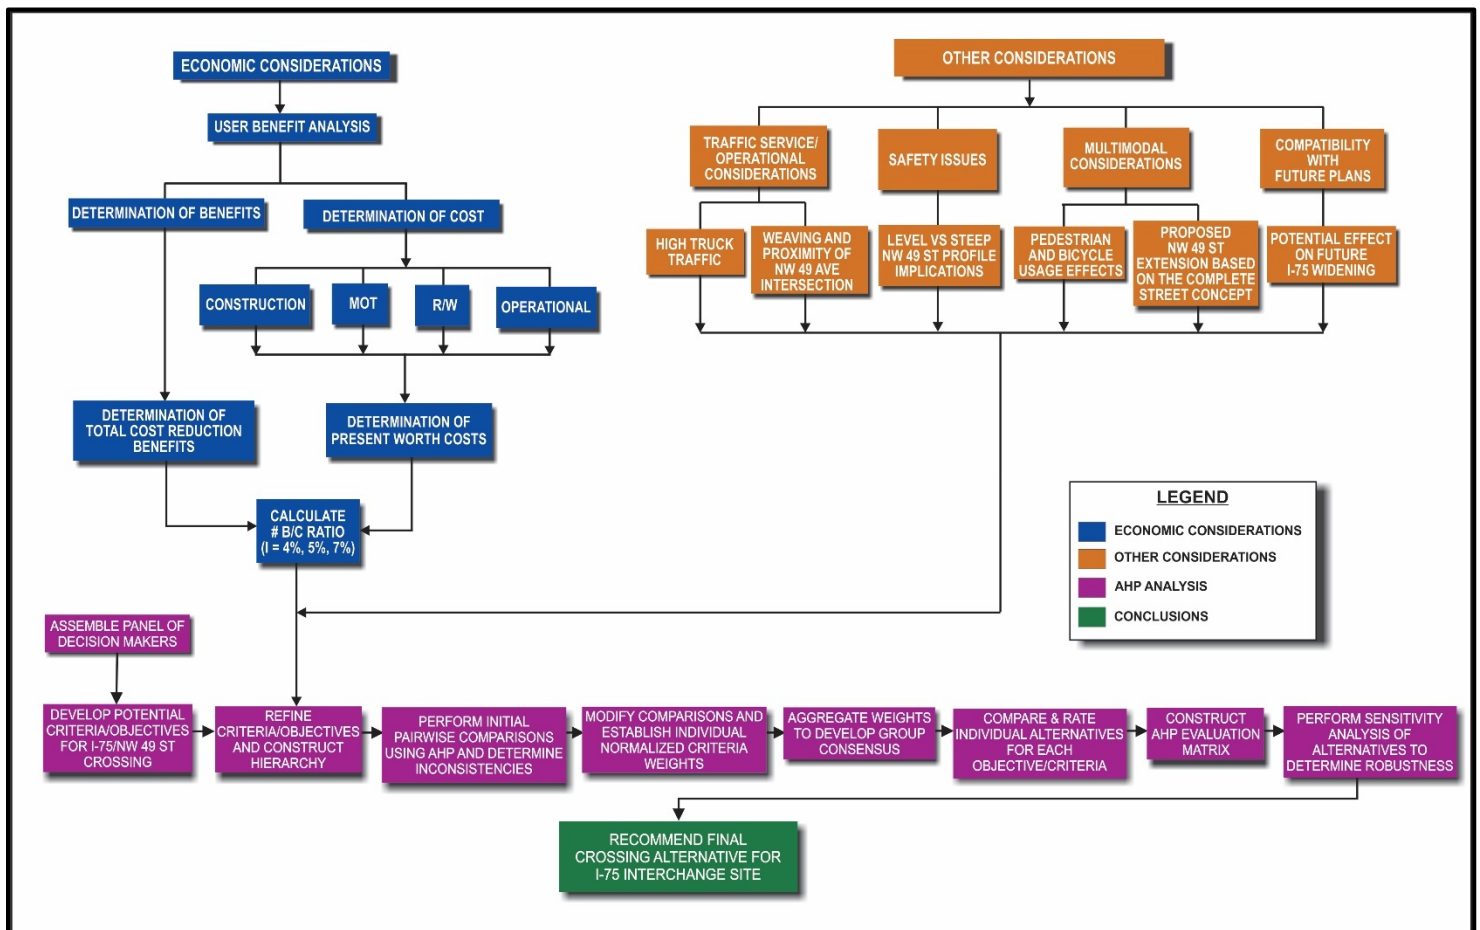 ECONOMIC CONSIDERATIONS
USER BENEFIT ANALYSIS
DETERMINATION OF BENEFITS
DETERMINATION OF COST
CONSTRUCTION
MOT
R/W
OPERATIONAL
DETERMINATION OF
TOTAL COST REDUCTION
BENEFITS
DETERMINATION OF
PRESENT WORTH COSTS
CALCULATE
# B/C RATIO
(I = 4%, 5%, 7%)
OTHER CONSIDERATIONS
TRAFFIC SERVICE/
OPERATIONAL
CONSIDERATIONS
SAFETY ISSUES
MULTIMODAL
CONSIDERATIONS
COMPATIBILITY
WITH
FUTURE PLANS
HIGH TRUCK
TRAFFIC
WEAVING AND
PROXIMITY OF
NW 49 AVE
INTERSECTION
LEVEL VS STEEP
NW 49 ST PROFILE
IMPLICATIONS
PEDESTRIAN
AND BICYCLE
USAGE EFFECTS
PROPOSED
NW 49 ST
EXTENSION BASED
ON THE COMPLETE
STREET CONCEPT
POTENTIAL EFFECT
ON FUTURE
I-75 WIDENING
LEGEND
ECONOMIC CONSIDERATIONS
OTHER CONSIDERATIONS
AHP ANALYSIS
CONCLUSIONS
ASSEMBLE PANEL OF
DECISION MAKERS
DEVELOP POTENTIAL
CRITERIA/OBJECTIVES
FOR I-75/NW 49 ST
CROSSING
REFINE
CRITERIA/OBJECTIVES
AND CONSTRUCT
HIERARCHY
PERFORM INITIAL
PAIRWISE COMPARISONS
USING AHP AND DETERMINE
INCONSISTENCIES
MODIFY COMPARISONS AND
ESTABLISH INDIVIDUAL
NORMALIZED CRITERIA
WEIGHTS
AGGREGATE WEIGHTS
TO DEVELOP GROUP
CONSENSUS
COMPARE & RATE
INDIVIDUAL ALTERNATIVES
FOR EACH
OBJECTIVE/CRITERIA
CONSTRUCT
AHP EVALUATION
MATRIX
PERFORM SENSITIVITY
ANALYSIS OF
ALTERNATIVES TO
DETERMINE ROBUSTNESS
RECOMMEND FINAL
CROSSING ALTERNATIVE FOR
I-75 INTERCHANGE SITE